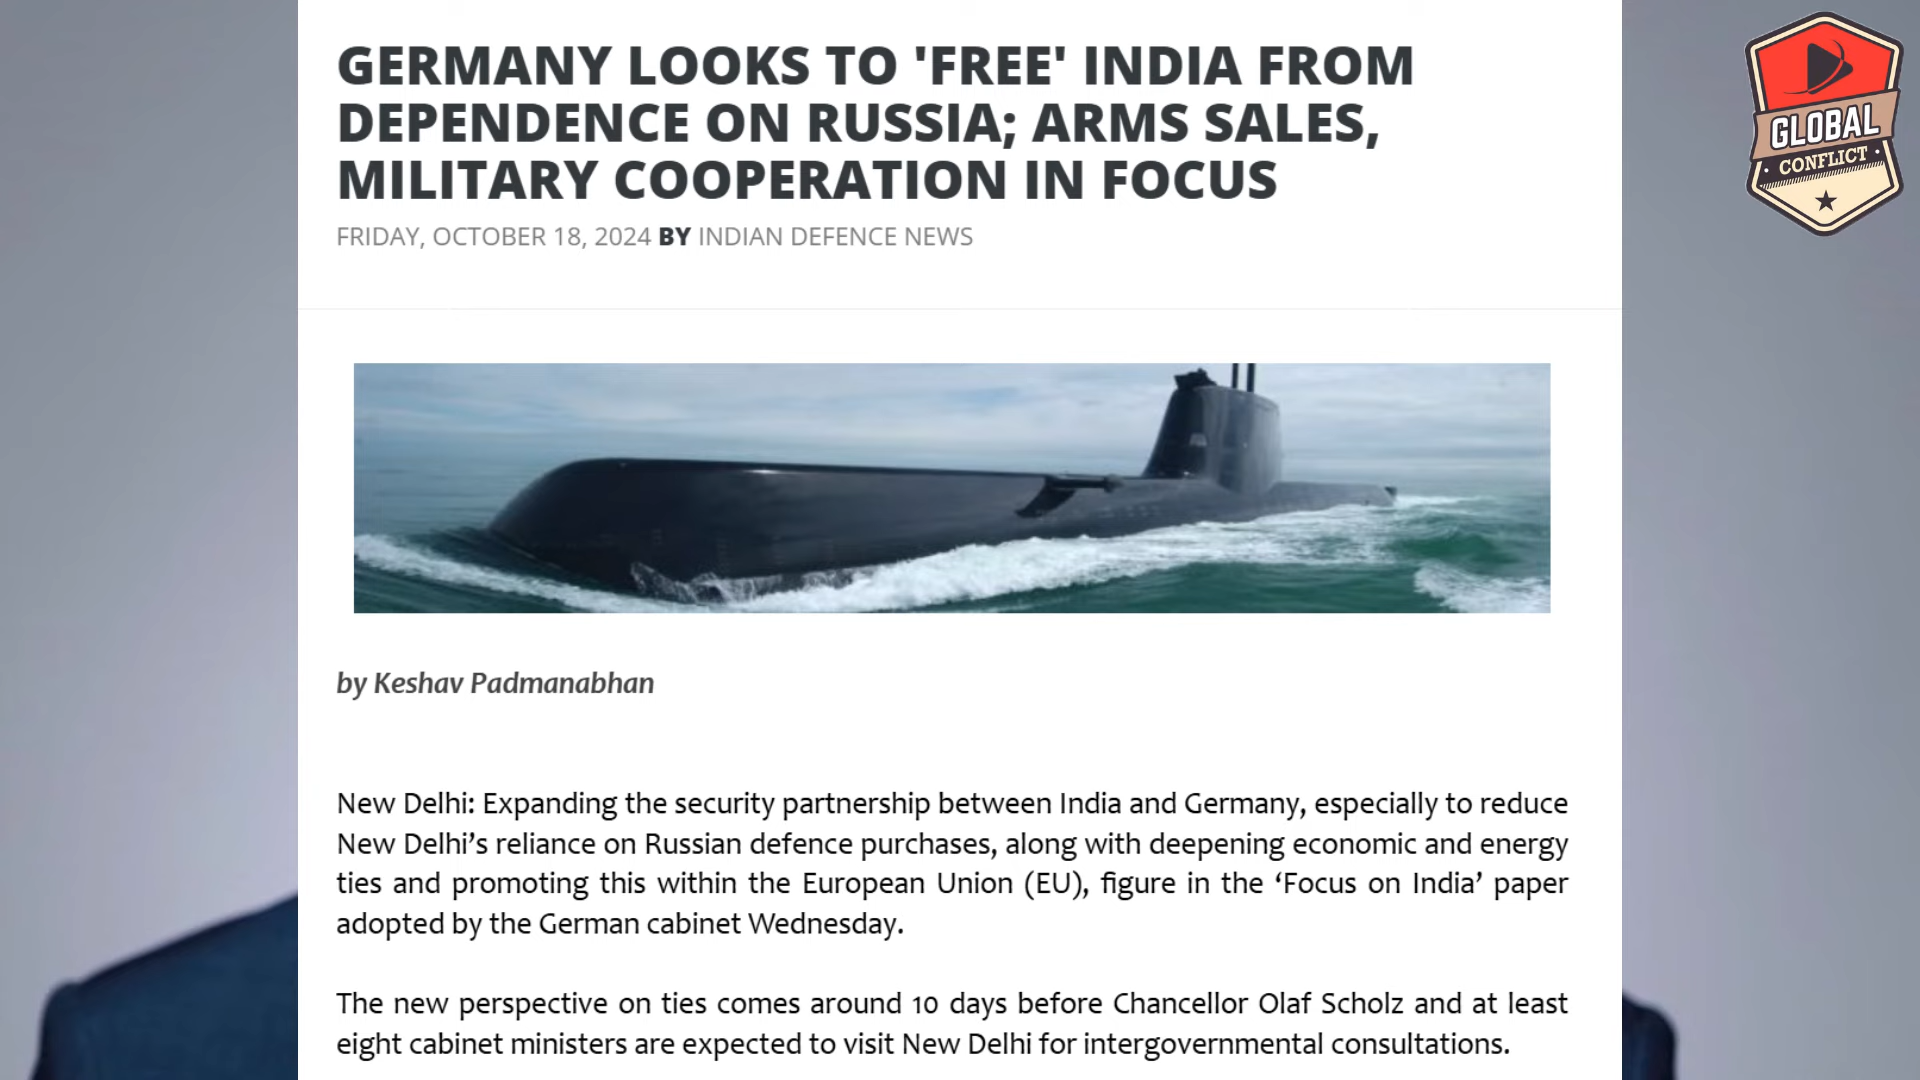 GERMANY LOOKS TO 'FREE' INDIA FROM
DEPENDENCE ON RUSSIA; ARMS SALES,
MILITARY COOPERATION IN FOCUS
FRIDAY, OCTOBER 18, 2024 BY INDIAN DEFENCE NEWS
GLOBAL
CONFLICT
by Keshav Padmanabhan
New Delhi: Expanding the security partnership between India and Germany, especially to reduce
New Delhi’s reliance on Russian defence purchases, along with deepening economic and energy
ties and promoting this within the European Union (EU), figure in the ‘Focus on India’ paper
adopted by the German cabinet Wednesday.
The new perspective on ties comes around 10 days before Chancellor Olaf Scholz and at least
eight cabinet ministers are expected to visit New Delhi for intergovernmental consultations.